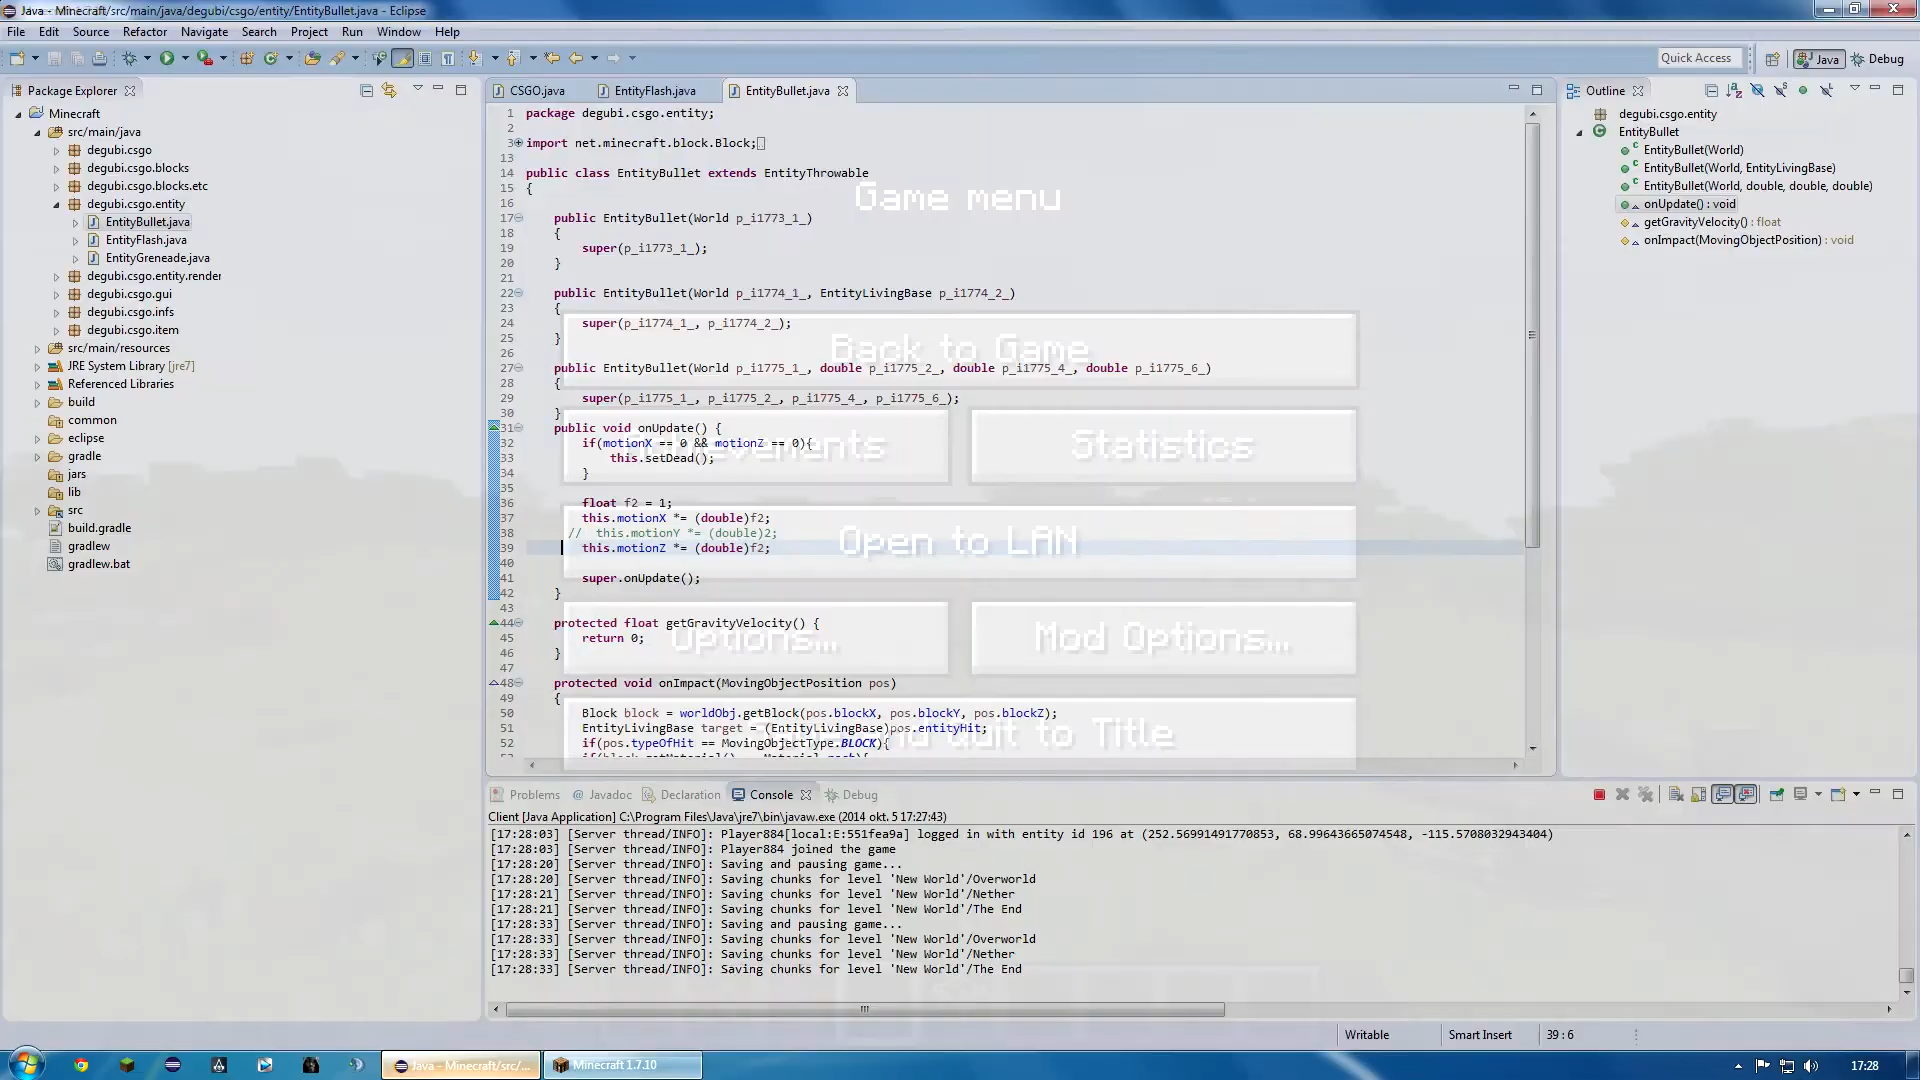 Java - Minecraft/src/main/java/degubi/csgo/entity/EntityBullet.java - Eclipse
File Edit Source Refactor Navigate Search Project Run Window Help
Quick Access
Java
Debug
Package Explorer
Minecraft
src/main/java
degubi.csgo
degubi.csgo.blocks
degubi.csgo.blocks.etc
degubi.csgo.entity
EntityBullet.java
EntityFlash.java
EntityGreneade.java
degubi.csgo.entity.render
degubi.csgo.gui
degubi.csgo.infs
degubi.csgo.item
src/main/resources
JRE System Library [jre7]
Referenced Libraries
build
common
eclipse
gradle
jars
lib
src
build.gradle
gradlew
gradlew.bat
CSGO.java EntityFlash.java EntityBullet.java
1 package degubi.csgo.entity;
2
3 import net.minecraft.block.Block;
13
14 public class EntityBullet extends EntityThrowable
15 {
16
17 public EntityBullet(World p_i1773_1_)
18 {
19 super(p_i1773_1_);
20 }
21
22 public EntityBullet(World p_i1774_1_, EntityLivingBase p_i1774_2_)
23 {
24 super(p_i1774_1_, p_i1774_2_);
25 }
26
27 public EntityBullet(World p_i1775_1_, double p_i1775_2_, double p_i1775_4_, double p_i1775_6_)
28 {
29 super(p_i1775_1_, p_i1775_2_, p_i1775_4_, p_i1775_6_);
30 }
31 public void onUpdate() {
32 if(motionX == 0 && motionZ == 0){
33 this.setDead();
34 }
35
36 float f2 = 1;
37 this.motionX *= (double)f2;
38 // this.motionY *= (double)2;
39 this.motionZ *= (double)f2;
40
41 super.onUpdate();
42 }
43
44 protected float getGravityVelocity() {
45 return 0;
46 }
47
48 protected void onImpact(MovingObjectPosition pos)
49 {
50 Block block = worldObj.getBlock(pos.blockX, pos.blockY, pos.blockZ);
51 EntityLivingBase target = (EntityLivingBase)pos.entityHit;
52 if(pos.typeOfHit == MovingObjectType.BLOCK){
Game menu
Back to Game
Achievements
Statistics
Open to LAN
Options...
Mod Options...
Save and Quit to Title
Outline
degubi.csgo.entity
EntityBullet
EntityBullet(World)
EntityBullet(World, EntityLivingBase)
EntityBullet(World, double, double, double)
onUpdate() : void
getGravityVelocity() : float
onImpact(MovingObjectPosition) : void
Problems @ Javadoc Declaration Console Debug
Client [Java Application] C:\Program Files\Java\jre7\bin\javaw.exe (2014 okt. 5 17:27:43)
[17:28:03] [Server thread/INFO]: Player884[local:E:551fea9a] logged in with entity id 196 at (252.56991491770853, 68.99643665074548, -115.5708032943404)
[17:28:03] [Server thread/INFO]: Player884 joined the game
[17:28:20] [Server thread/INFO]: Saving and pausing game...
[17:28:20] [Server thread/INFO]: Saving chunks for level 'New World'/Overworld
[17:28:21] [Server thread/INFO]: Saving chunks for level 'New World'/Nether
[17:28:21] [Server thread/INFO]: Saving chunks for level 'New World'/The End
[17:28:33] [Server thread/INFO]: Saving and pausing game...
[17:28:33] [Server thread/INFO]: Saving chunks for level 'New World'/Overworld
[17:28:33] [Server thread/INFO]: Saving chunks for level 'New World'/Nether
[17:28:33] [Server thread/INFO]: Saving chunks for level 'New World'/The End
Writable Smart Insert 39 : 6
Java - Minecraft/src/... Minecraft 1.7.10 17:28